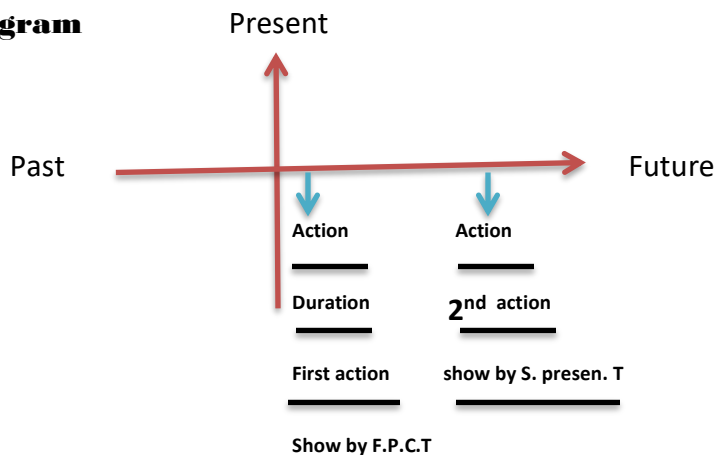 gram
Present
Past
Future
Action
Action
Duration
2nd action
First action
show by S. presen. T
Show by F.P.C.T